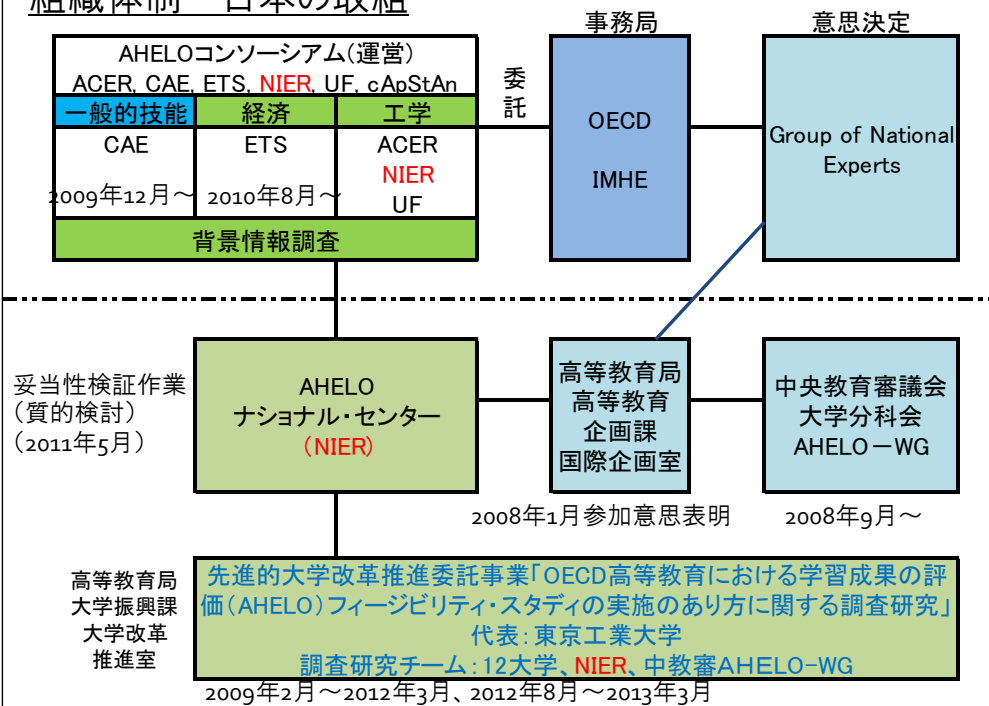 組織体制 日本の取組
事務局
意思決定
AHELOコンソーシアム(運営)
ACER, CAE, ETS, NIER, UF, cApStAn
一般的技能
経済
工学
CAE
2009年12月～
ETS
2010年8月～
ACER
NIER
UF
背景情報調査
委
託
OECD
IMHE
Group of National
Experts
妥当性検証作業
(質的検討)
(2011年5月)
AHELO
ナショナル・センター
(NIER)
高等教育局
高等教育
企画課
国際企画室
中央教育審議会
大学分科会
AHELO－WG
2008年1月参加意思表明
2008年9月～
高等教育局
大学振興課
大学改革
推進室
先進的大学改革推進委託事業「OECD高等教育における学習成果の評
価(AHELO)フィージビリティ・スタディの実施のあり方に関する調査研究」
代表：東京工業大学
調査研究チーム：12大学、NIER、中教審AHELO-WG
2009年2月～2012年3月、2012年8月～2013年3月